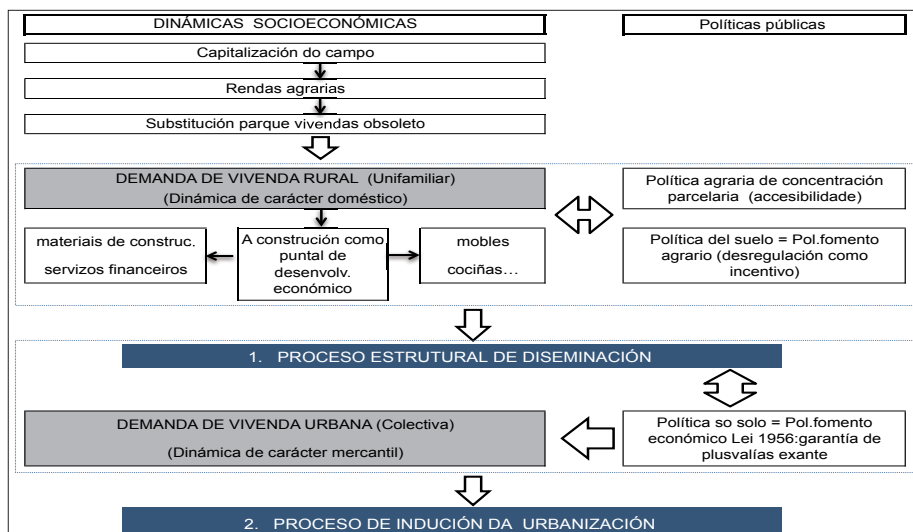 DINÁMICAS SOCIOECONÓMICAS
Políticas públicas
Capitalización do campo
Rendas agrarias
Substitución parque vivendas obsoleto
DEMANDA DE VIVENDA RURAL (Unifamiliar)
(Dinámica de carácter doméstico)
Política agraria de concentración
parcelaria (accesibilidade)
materiais de construc.
servizos financeiros
A construción como
puntal de
desenvolv.
económico
mobles
cociñas…
Política del suelo = Pol.fomento
agrario (desregulación como
incentivo)
1. PROCESO ESTRUTURAL DE DISEMINACIÓN
DEMANDA DE VIVENDA URBANA (Colectiva)
(Dinámica de carácter mercantil)
Política so solo = Pol.fomento
económico Lei 1956:garantía de
plusvalías exante
2. PROCESO DE INDUCIÓN DA URBANIZACIÓN